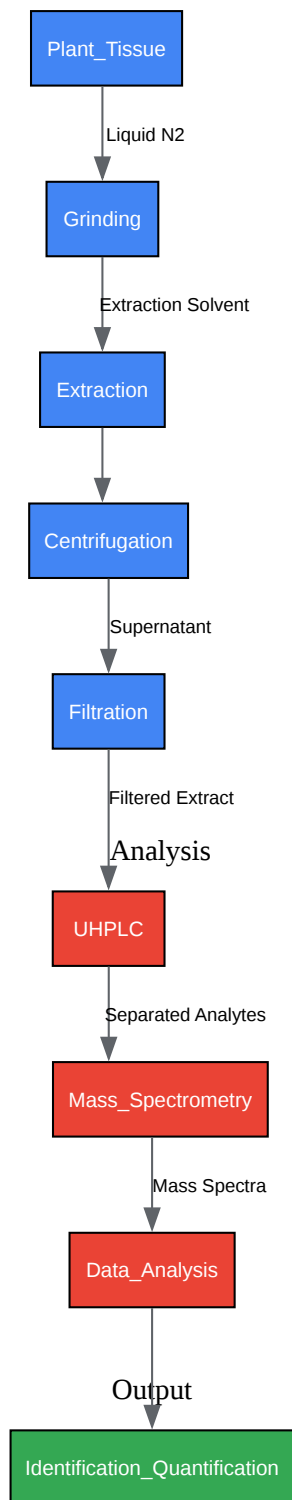 Plant_Tissue
Liquid N2
Grinding
Extraction Solvent
Extraction
Centrifugation
Supernatant
Filtration
Filtered Extract
Analysis
UHPLC
Separated Analytes
Mass_Spectrometry
Mass Spectra
Data_Analysis
Output
Identification_Quantification